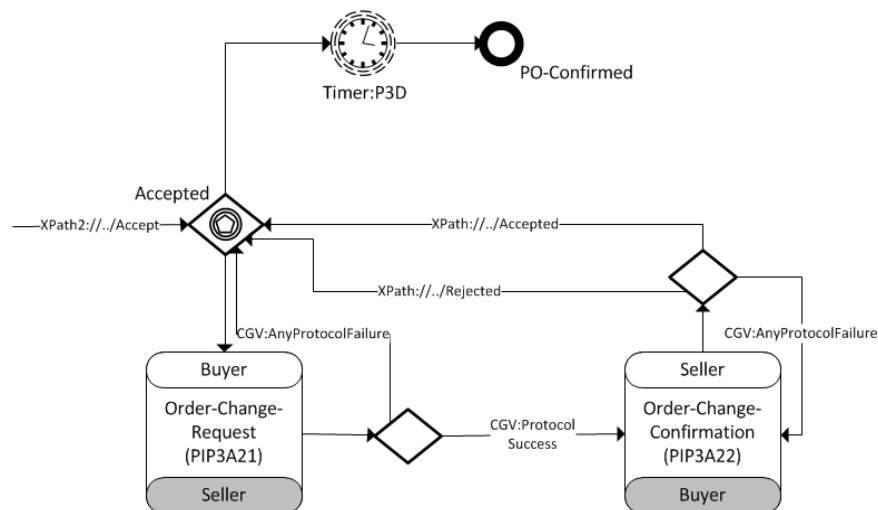 Timer:P3D
PO-Confirmed
Accepted
XPath2://../Accept
XPath://../Accepted
XPath://../Rejected
CGV:AnyProtocolFailure
CGV:AnyProtocolFailure
Buyer
Order-Change-
Request
(PIP3A21)
Seller
CGV:Protocol
Success
Seller
Order-Change-
Confirmation
(PIP3A22)
Buyer